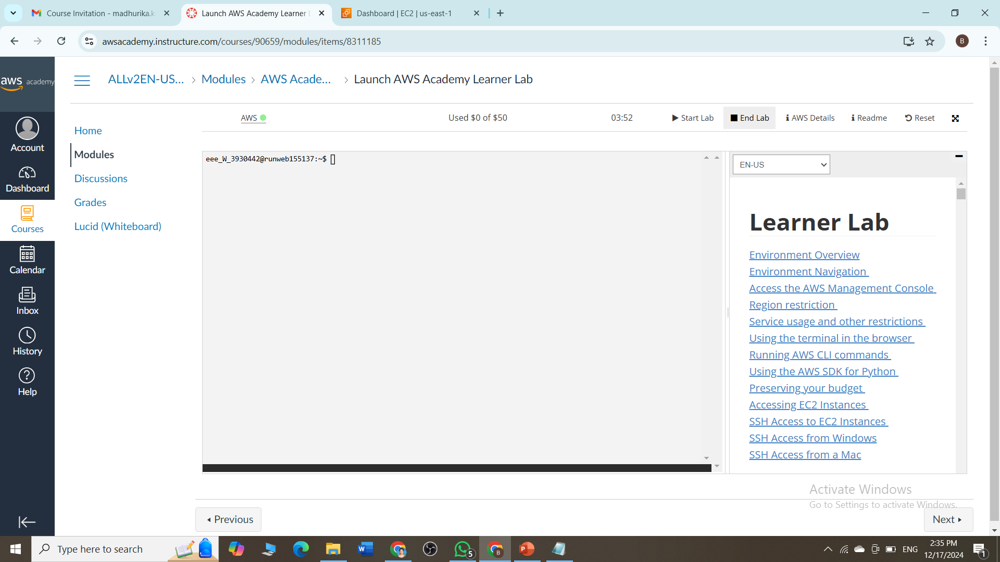 Course Invitation - madhurika.k
Launch AWS Academy Learner L
Dashboard | EC2 | us-east-1
awsacademy.instructure.com/courses/90659/modules/items/8311185
B
aws academy
ALLv2EN-US... > Modules > AWS Acade... > Launch AWS Academy Learner Lab
AWS
Used $0 of $50
03:52
Start Lab
End Lab
AWS Details
Readme
Reset
Account
Dashboard
Courses
Calendar
Inbox
History
Help
Home
Modules
Discussions
Grades
Lucid (Whiteboard)
eee_W_3930442@runweb155137:~$
EN-US
Learner Lab
Environment Overview
Environment Navigation
Access the AWS Management Console
Region restriction
Service usage and other restrictions
Using the terminal in the browser
Running AWS CLI commands
Using the AWS SDK for Python
Preserving your budget
Accessing EC2 Instances
SSH Access to EC2 Instances
SSH Access from Windows
SSH Access from a Mac
Activate Windows
Go to Settings to activate Windows.
Previous
Next
Type here to search
W
5
B
P
ENG
2:35 PM
12/17/2024
1